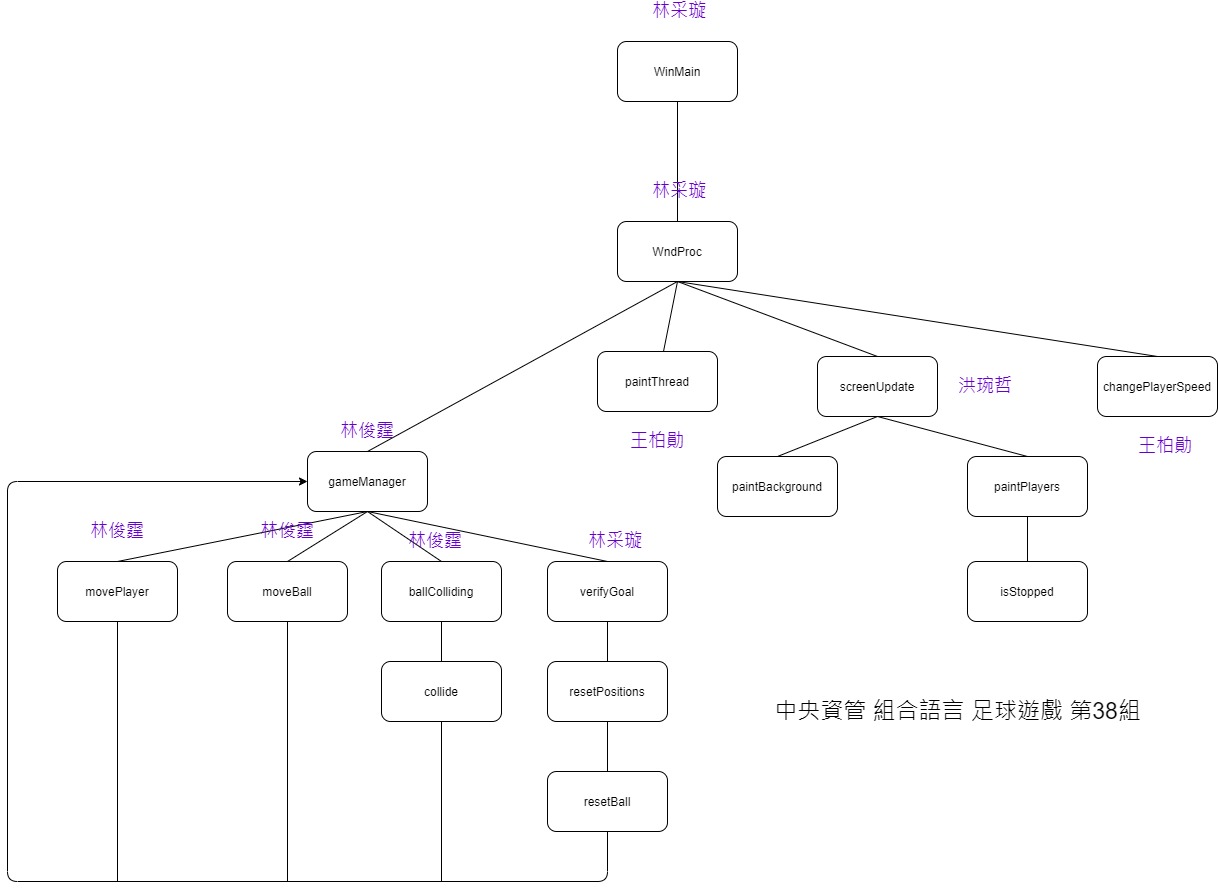 林采璇
WinMain
林采璇
WndProc
paintThread
screenUpdate
洪琬哲
changePlayerSpeed
王柏勛
王柏勛
林俊霆
gameManager
paintBackground
paintPlayers
林俊霆
林俊霆
林俊霆
林采璇
movePlayer
moveBall
ballColliding
verifyGoal
isStopped
collide
resetPositions
中央資管 組合語言 足球遊戲 第38組
resetBall